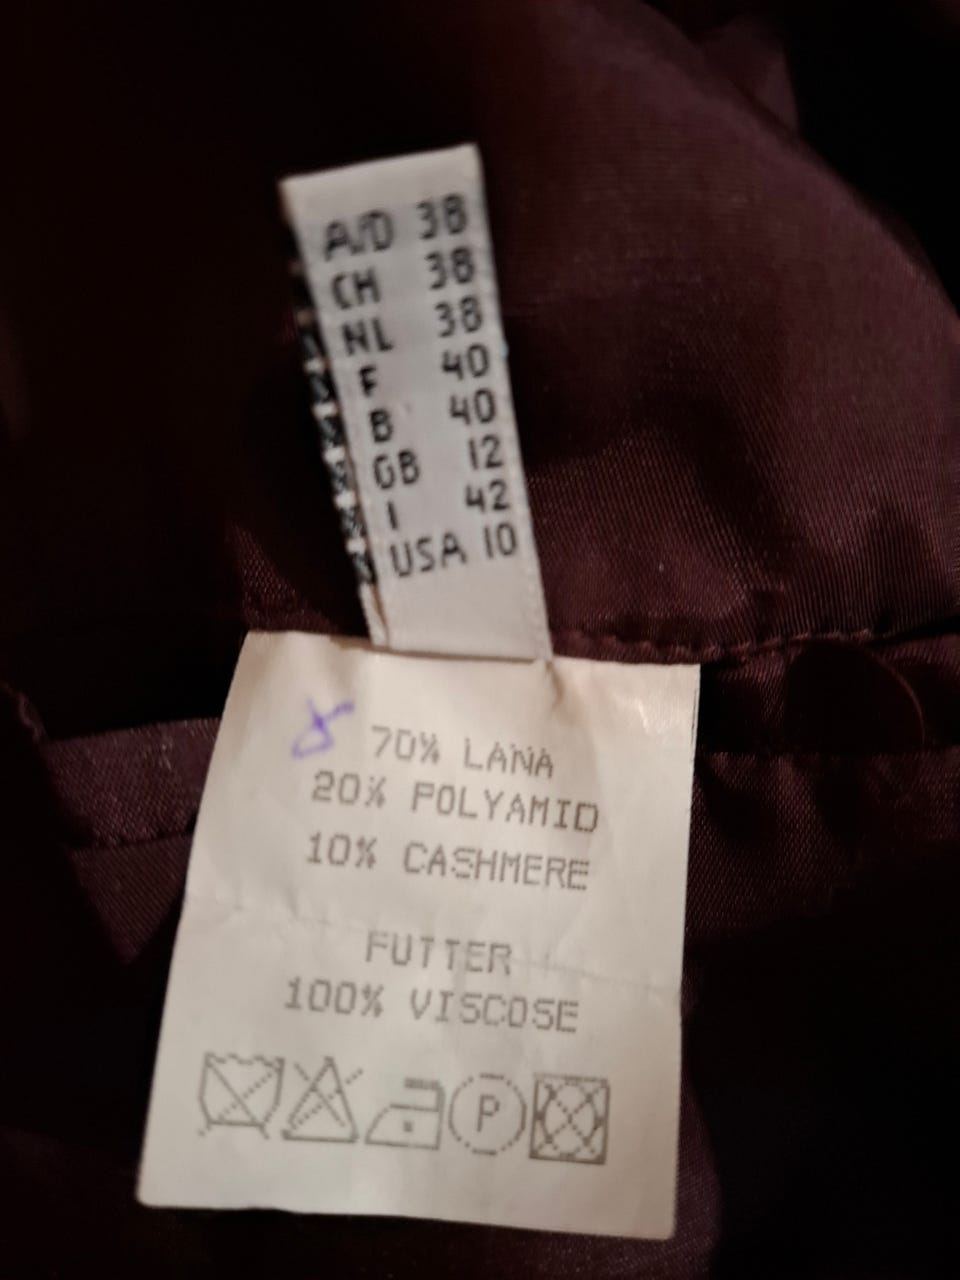 A/D 38
CH 38
NL 38
F 40
B 40
GB 12
I 42
USA 10
70% LANA
20% POLYAMID
10% CASHMERE
FUTTER
100% VISCOSE
P